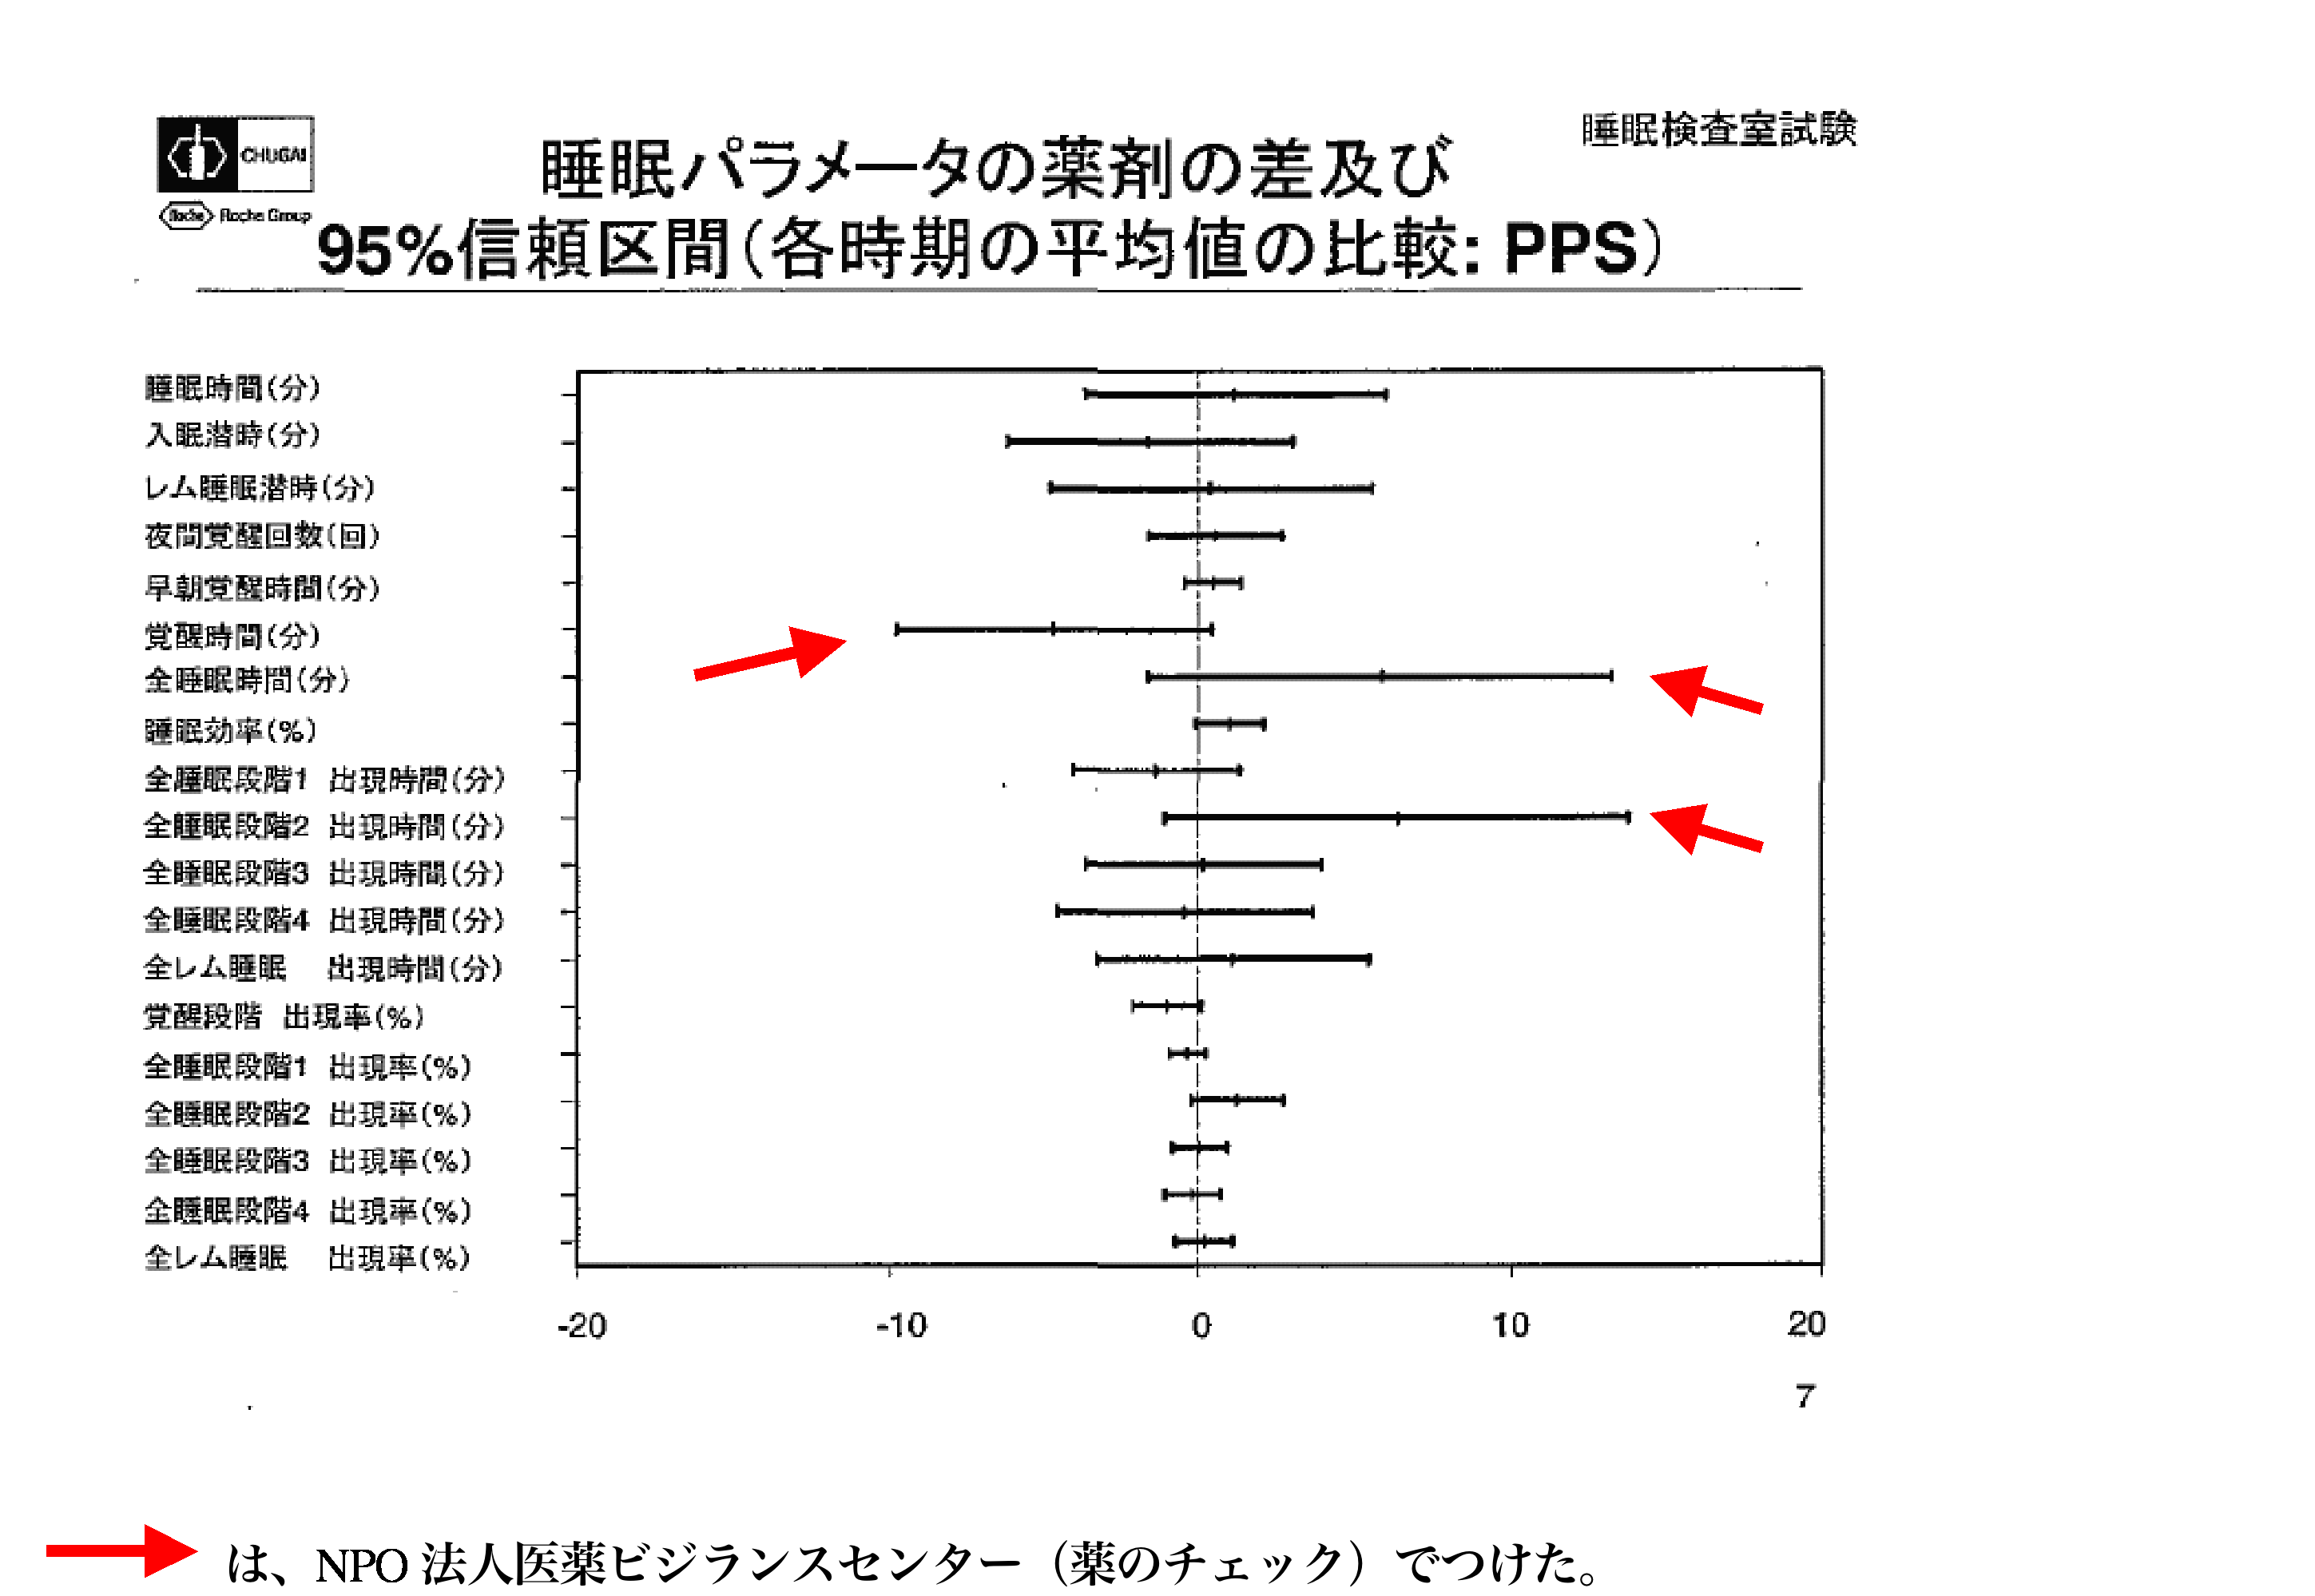 睡眠検査室試験
CHUGAI
Roche Roche Group
睡眠パラメータの薬剤の差及び
95%信頼区間(各時期の平均値の比較: PPS)
睡眠時間(分)
入眠潜時(分)
レム睡眠潜時(分)
夜間覚醒回数(回)
早朝覚醒時間(分)
覚醒時間(分)
全睡眠時間(分)
睡眠効率(%)
全睡眠段階1 出現時間(分)
全睡眠段階2 出現時間(分)
全睡眠段階3 出現時間(分)
全睡眠段階4 出現時間(分)
全レム睡眠 出現時間(分)
覚醒段階 出現率(%)
全睡眠段階1 出現率(%)
全睡眠段階2 出現率(%)
全睡眠段階3 出現率(%)
全睡眠段階4 出現率(%)
全レム睡眠 出現率(%)
-20 -10 0 10 20
7
は、NPO 法人医薬ビジランスセンター（薬のチェック）でつけた。